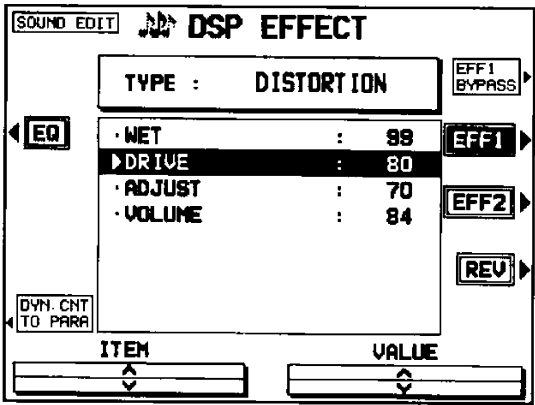 SOUND EDIT DSP EFFECT
TYPE : DISTORTION
EFF1
BYPASS
EQ
·WET : 99
DRIVE : 80
·ADJUST : 70
·VOLUME : 84
EFF1
EFF2
REV
DYN.CNT
TO PARA
ITEM VALUE